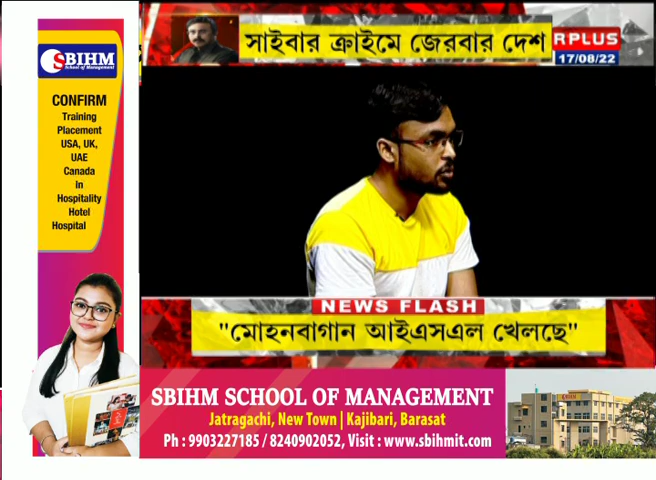 SBIHM
School of Management
CONFIRM
Training
Placement
USA, UK,
UAE
Canada
In
Hospitality
Hotel
Hospital
সাইবার ক্রাইমে জেরবার দেশ
RPLUS
17/08/22
NEWS FLASH
"মোহনবাগান আইএসএল খেলছে"
SBIHM SCHOOL OF MANAGEMENT
Jatragachi, New Town | Kajibari, Barasat
Ph : 9903227185 / 8240902052, Visit : www.sbihmit.com